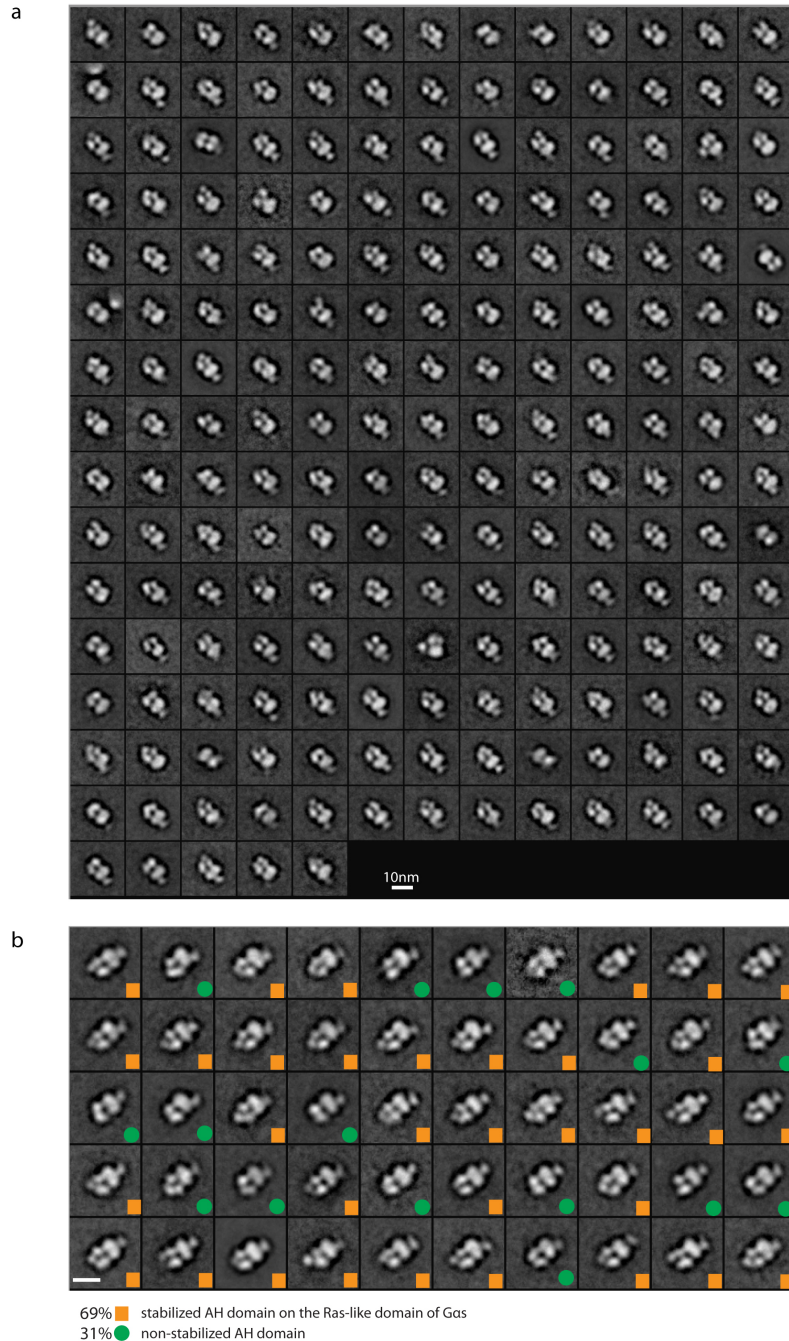 a
10nm
b
69% stabilized AH domain on the Ras-like domain of Gαs
31% non-stabilized AH domain